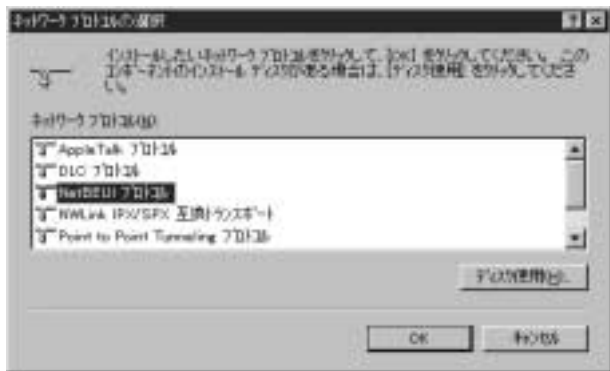 ネットワーク プロトコルの選択
インストールしたいネットワーク プロトコルをクリックして、[OK] をクリックしてください。この
コンポーネントのインストール ディスクがある場合は、[ディスク使用] をクリックしてくださ
い。
ネットワーク プロトコル(N):
AppleTalk プロトコル
DLC プロトコル
NetBEUI プロトコル
NWLink IPX/SPX 互換トランスポート
Point to Point Tunneling プロトコル
ディスク使用(H)...
OK
キャンセル